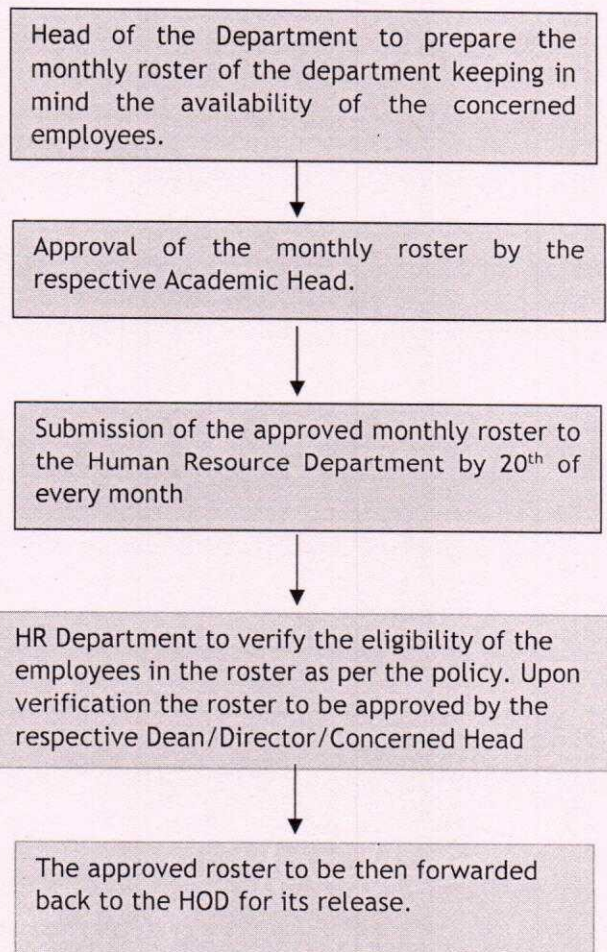 Head of the Department to prepare the
monthly roster of the department keeping in
mind the availability of the concerned
employees.
Approval of the monthly roster by the
respective Academic Head.
Submission of the approved monthly roster to
the Human Resource Department by 20th of
every month
HR Department to verify the eligibility of the
employees in the roster as per the policy. Upon
verification the roster to be approved by the
respective Dean/Director/Concerned Head
The approved roster to be then forwarded
back to the HOD for its release.